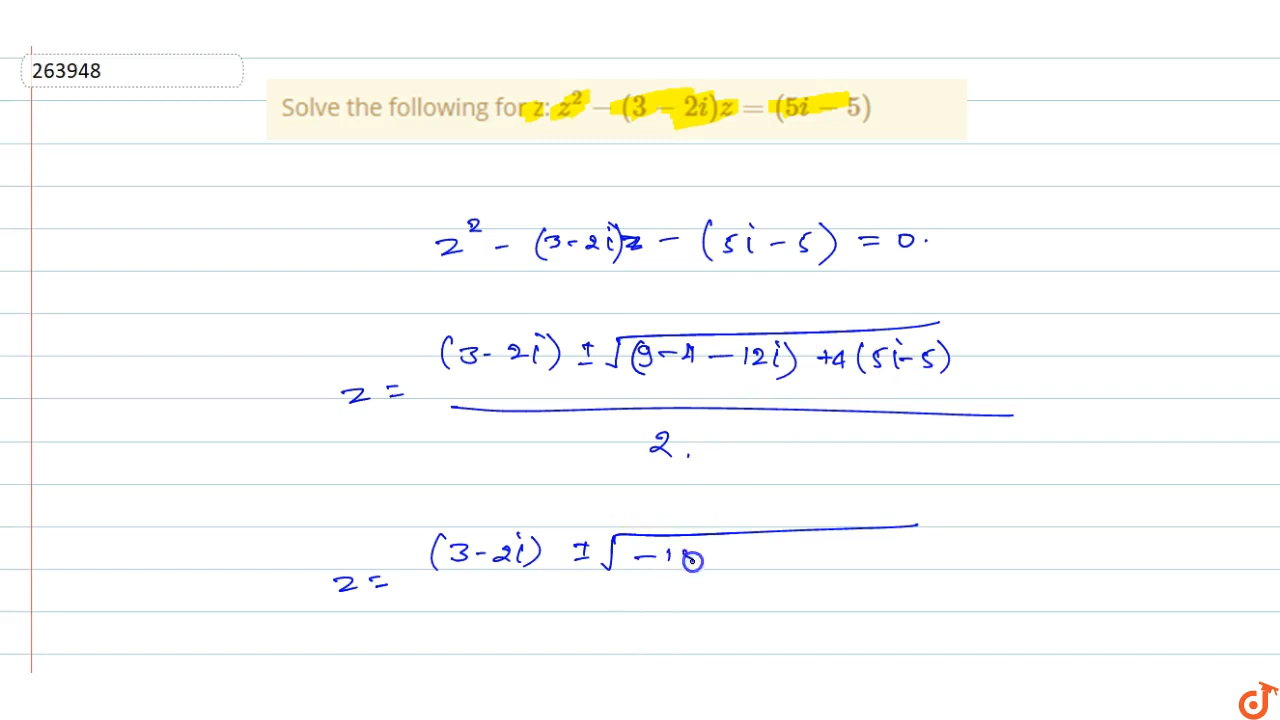 263948
Solve the following for z: z² − (3 − 2i)z = (5i − 5)
z² - (3-2i)z - (5i - 5) = 0.
z = (3-2i) ± √(9-4-12i) +4(5i-5)
2.
z = (3-2i) ± √-15